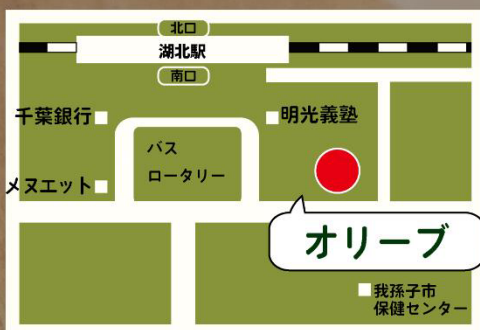 北口
湖北駅
南口
千葉銀行
明光義塾
バス
ロータリー
メヌエット
オリーブ
我孫子市
保健センター